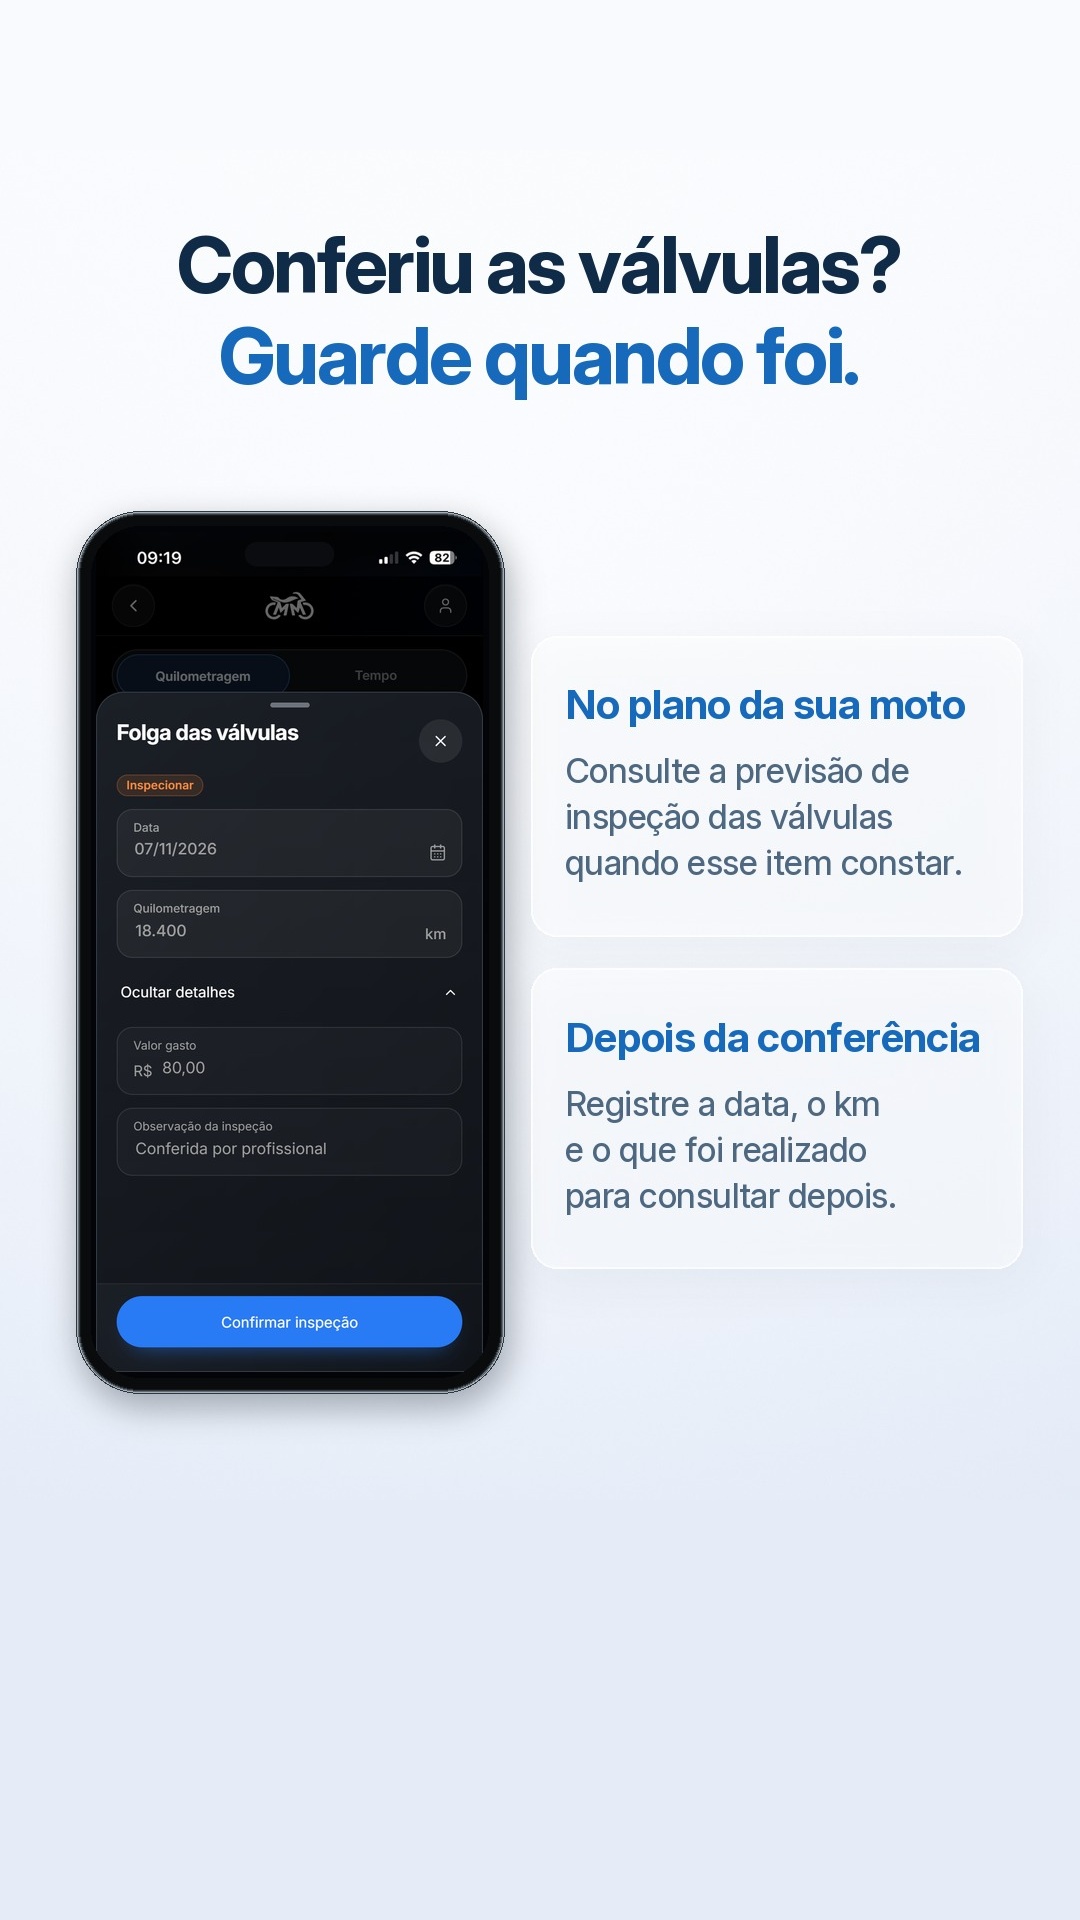 Conferiu as válvulas?
Guarde quando foi.
09:19
82
MM
Quilometragem
Tempo
Folga das válvulas
Inspecionar
Data
07/11/2026
Quilometragem
18.400
km
Ocultar detalhes
Valor gasto
R$ 80,00
Observação da inspeção
Conferida por profissional
Confirmar inspeção
No plano da sua moto
Consulte a previsão de
inspeção das válvulas
quando esse item constar.
Depois da conferência
Registre a data, o km
e o que foi realizado
para consultar depois.